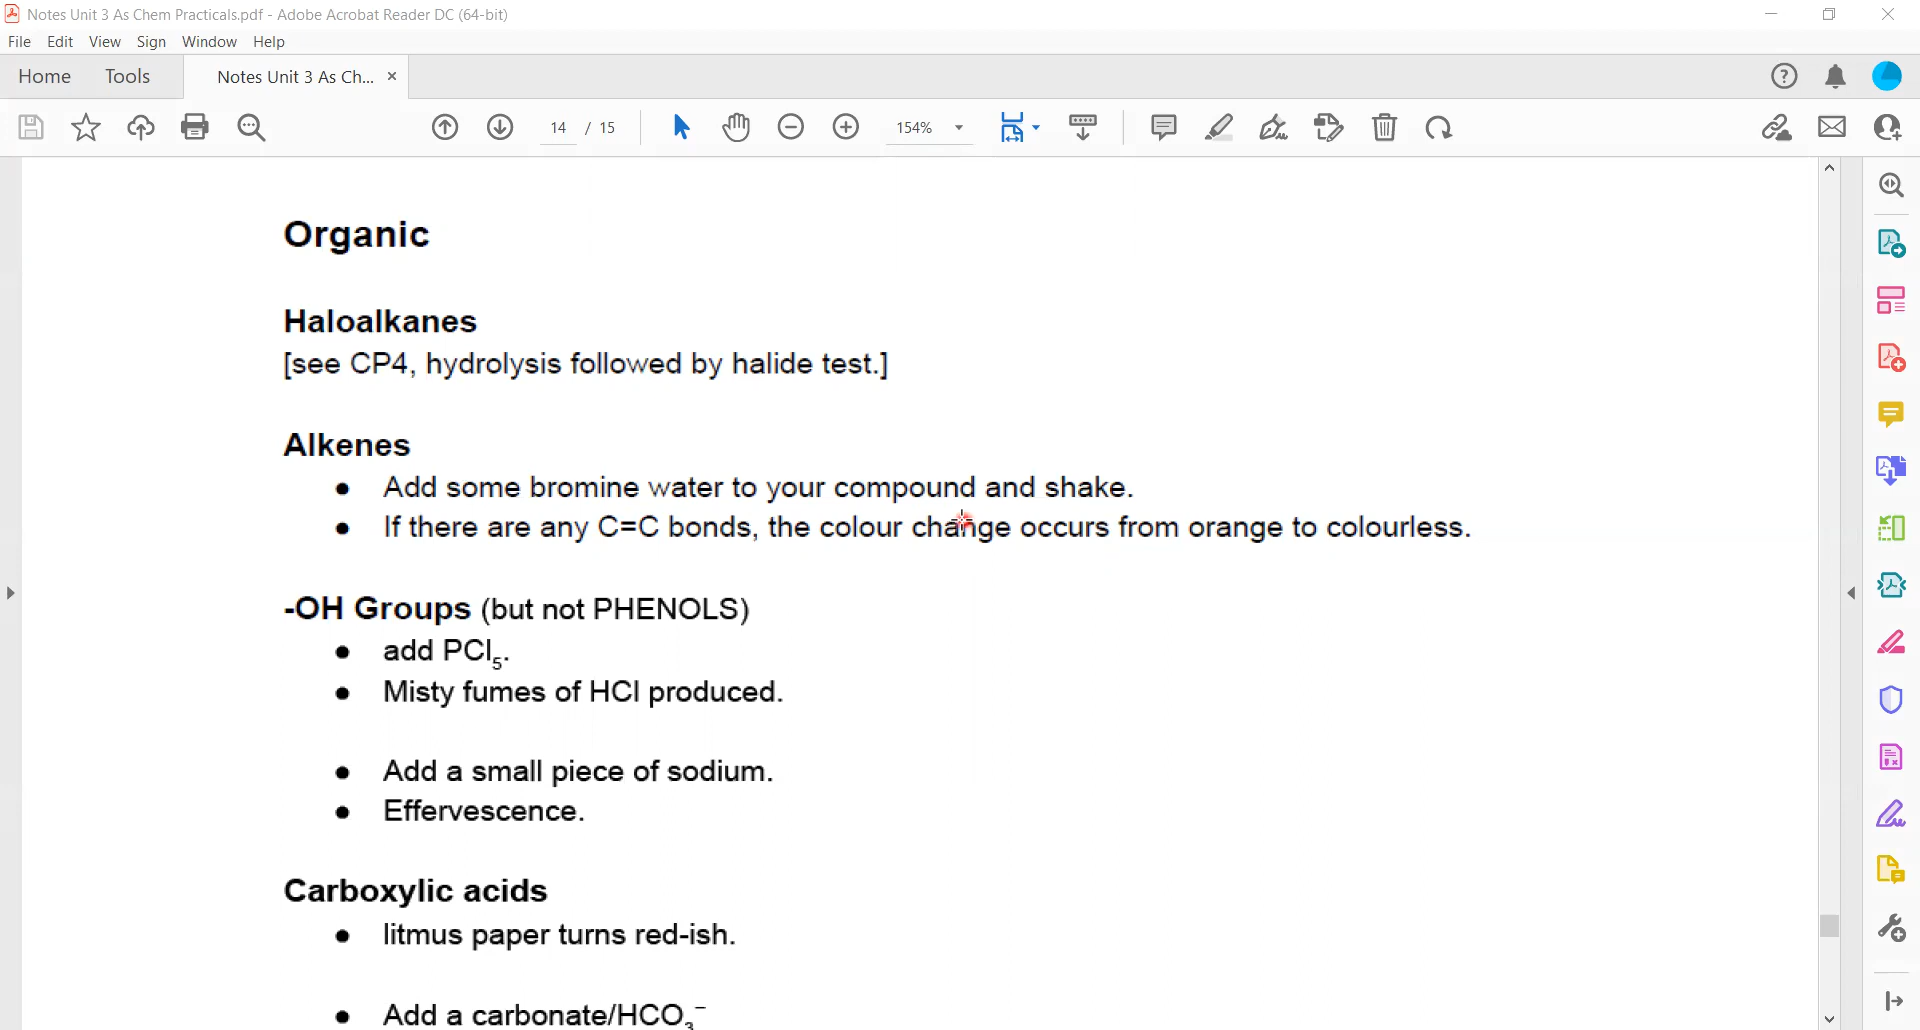 Notes Unit 3 As Chem Practicals.pdf - Adobe Acrobat Reader DC (64-bit)
File Edit View Sign Window Help
Home Tools Notes Unit 3 As Ch... ×
14 / 15 154%
Organic
Haloalkanes
[see CP4, hydrolysis followed by halide test.]
Alkenes
● Add some bromine water to your compound and shake.
● If there are any C=C bonds, the colour change occurs from orange to colourless.
-OH Groups (but not PHENOLS)
● add PCl₅.
● Misty fumes of HCl produced.
● Add a small piece of sodium.
● Effervescence.
Carboxylic acids
● litmus paper turns red-ish.
● Add a carbonate/HCO₃⁻